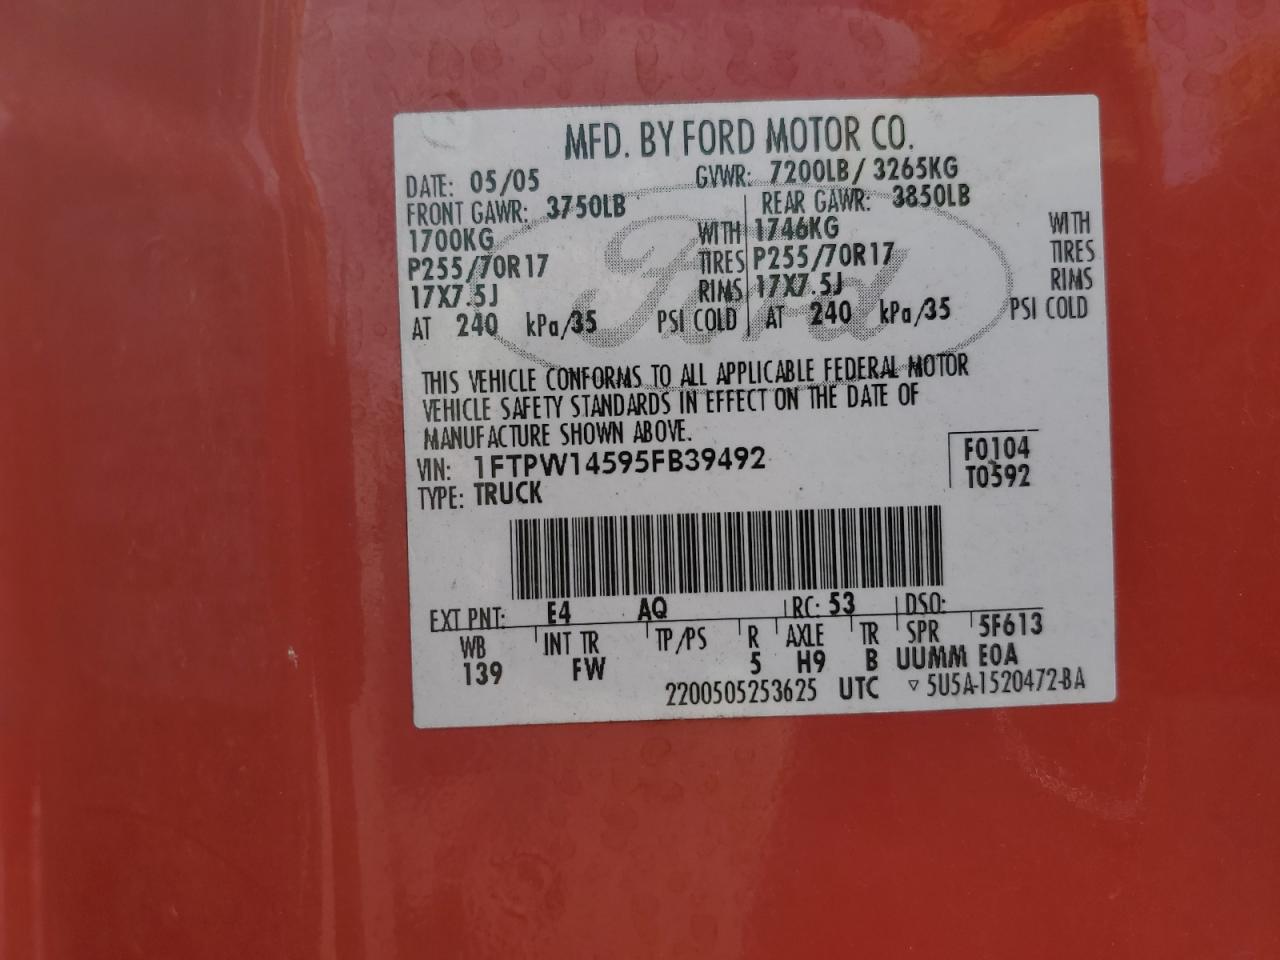 MFD. BY FORD MOTOR CO.
DATE: 05/05 GVWR: 7200LB/ 3265KG
FRONT GAWR: 3750LB REAR GAWR: 3850LB
1700KG WITH 1746KG WITH
P255/70R17 TIRES P255/70R17 TIRES
17X7.5J RIMS 17X7.5J RIMS
AT 240 kPa/35 PSI COLD AT 240 kPa/35 PSI COLD
Ford
THIS VEHICLE CONFORMS TO ALL APPLICABLE FEDERAL MOTOR
VEHICLE SAFETY STANDARDS IN EFFECT ON THE DATE OF
MANUFACTURE SHOWN ABOVE.
VIN: 1FTPW14595FB39492 F0104
TYPE: TRUCK T0592
EXT PNT: E4 AQ RC: 53 DSO:
WB INT TR TP/PS R AXLE TR SPR 5F613
139 FW 5 H9 B UUMM E0A
2200505253625 UTC ▽ 5U5A-1520472-BA